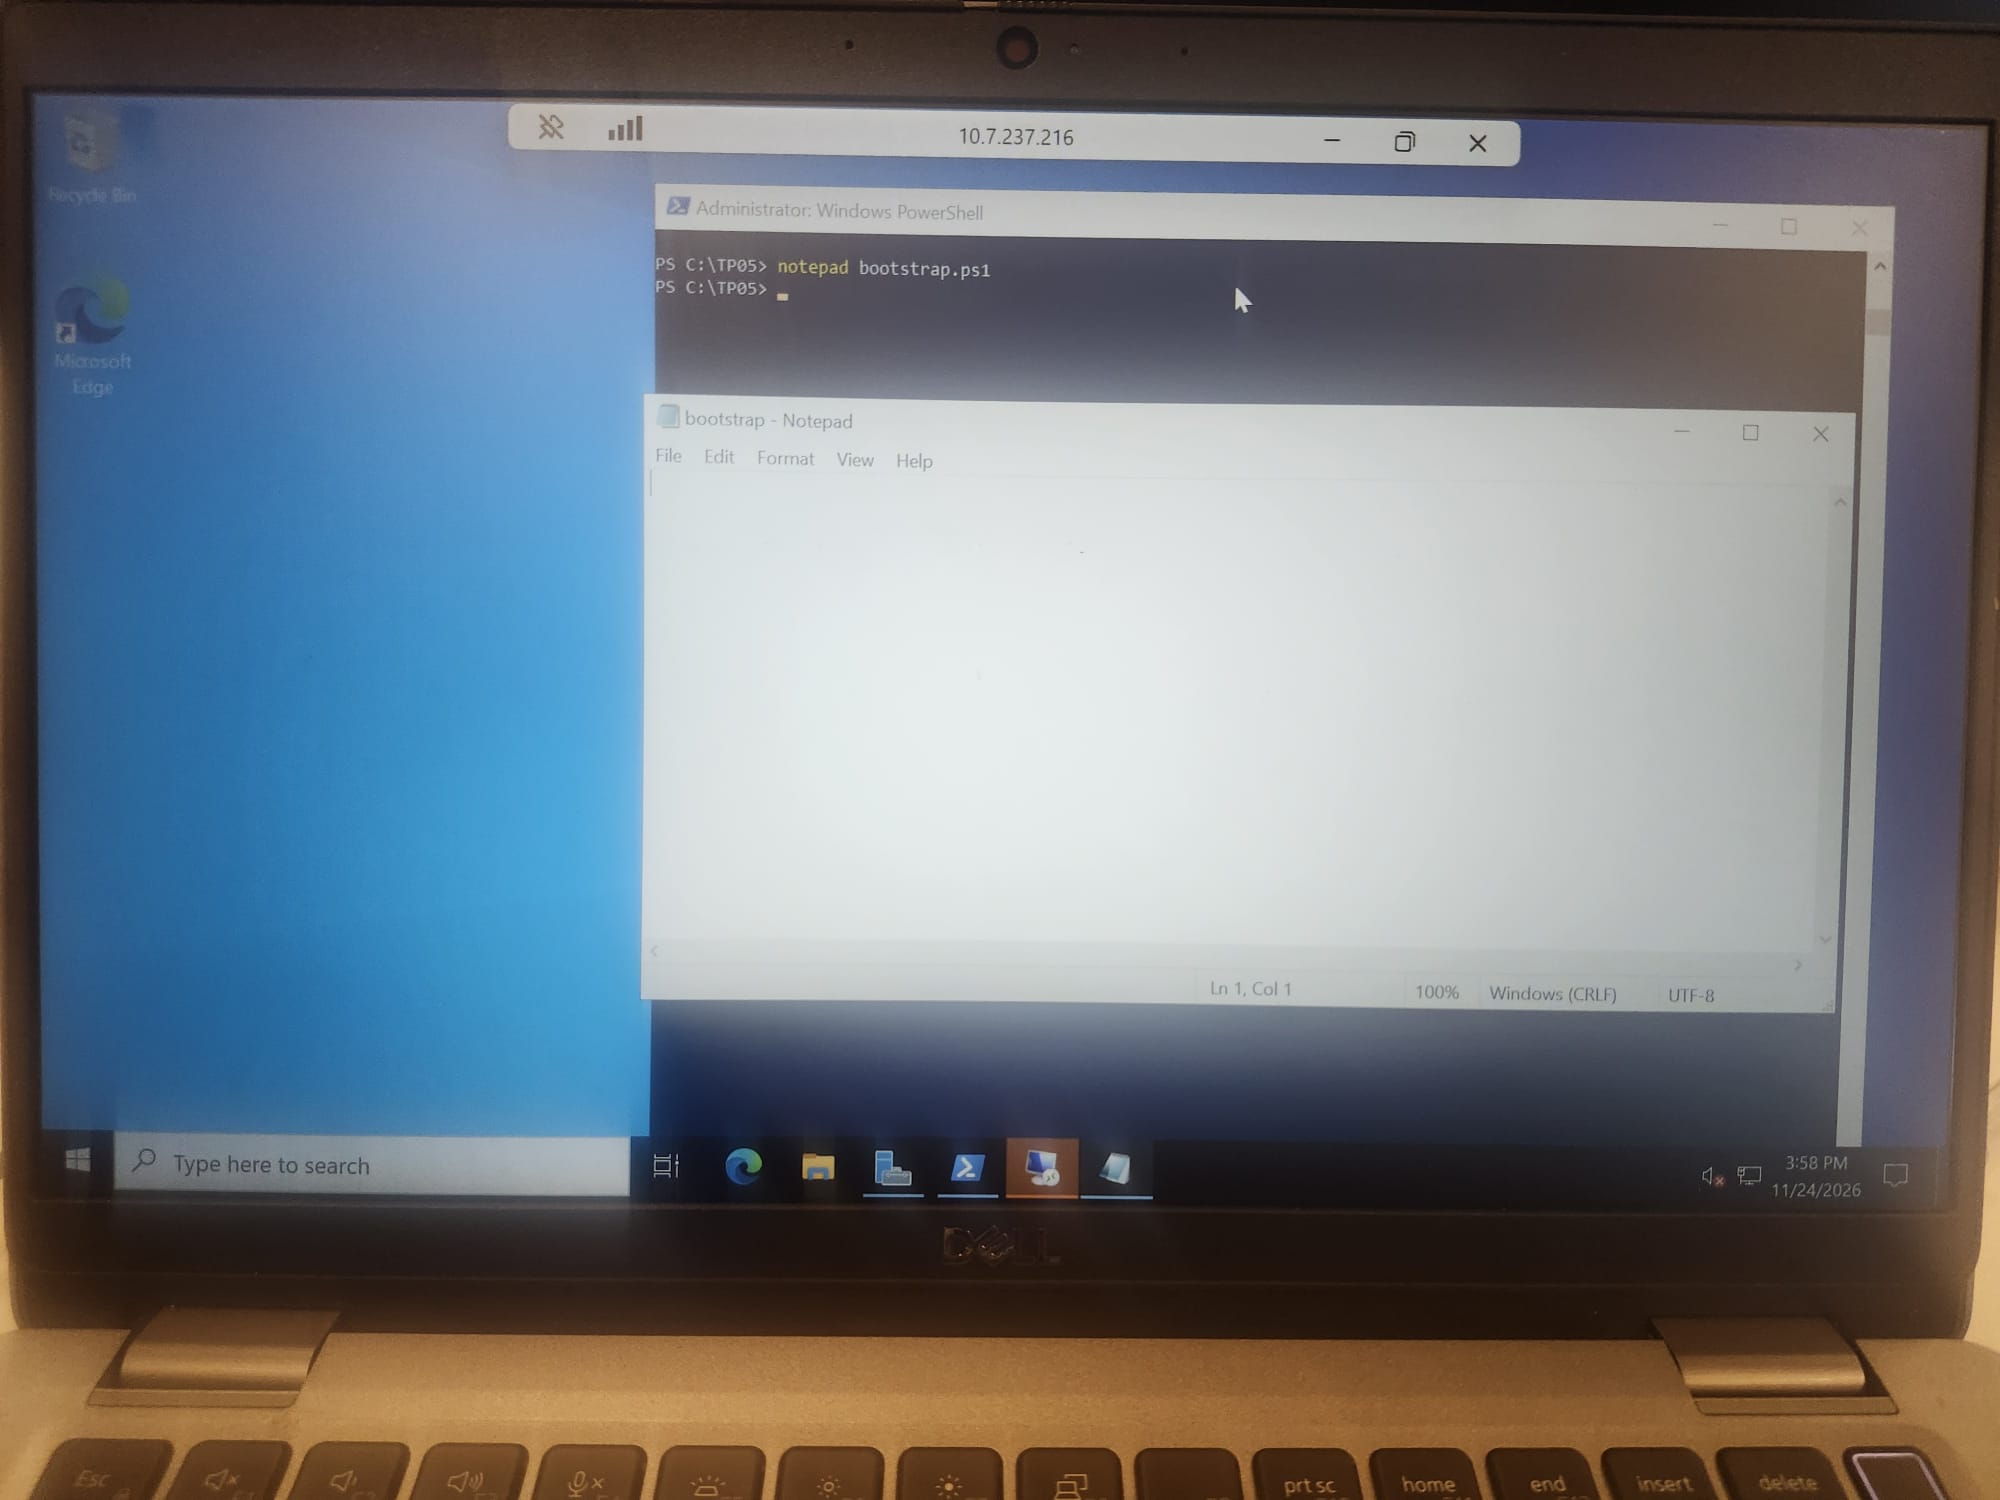 10.7.237.216
Recycle Bin
Microsoft
Edge
Administrator: Windows PowerShell
PS C:\TP05> notepad bootstrap.ps1
PS C:\TP05>
bootstrap - Notepad
File Edit Format View Help
Ln 1, Col 1 100% Windows (CRLF) UTF-8
Type here to search
3:58 PM
11/24/2026
DELL
Esc
prt sc home end insert delete